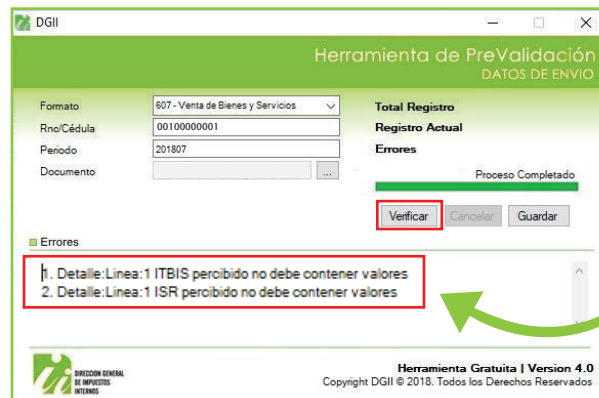 DGII
Herramienta de PreValidación
DATOS DE ENVIO
Formato 607 - Venta de Bienes y Servicios Total Registro
Rnc/Cédula 00100000001 Registro Actual
Periodo 201807 Errores
Documento ... Proceso Completado
Verificar Cancelar Guardar
Errores
1. Detalle:Linea:1 ITBIS percibido no debe contener valores
2. Detalle:Linea:1 ISR percibido no debe contener valores
DIRECCION GENERAL
DE IMPUESTOS
INTERNOS
Herramienta Gratuita | Version 4.0
Copyright DGII © 2018. Todos los Derechos Reservados